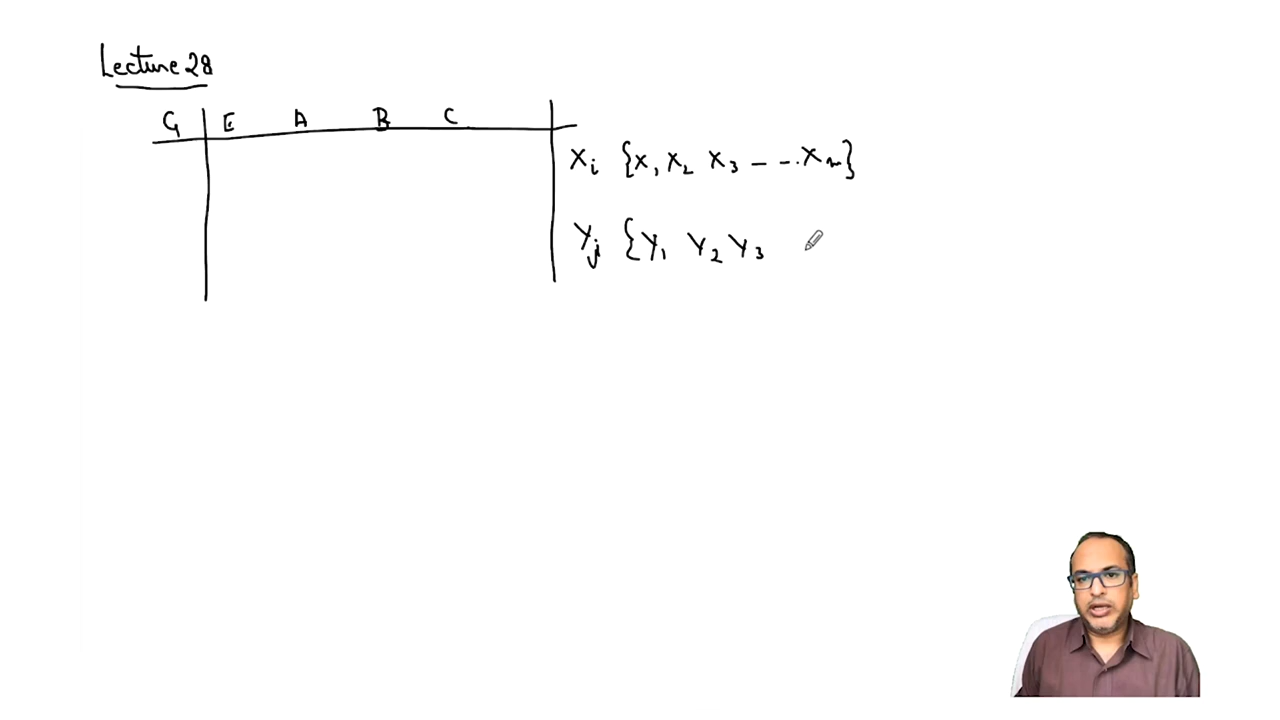 Lecture 28
G E A B C
Xi {X1 X2 X3 - - .. Xn}
Yj {Y1 Y2 Y3